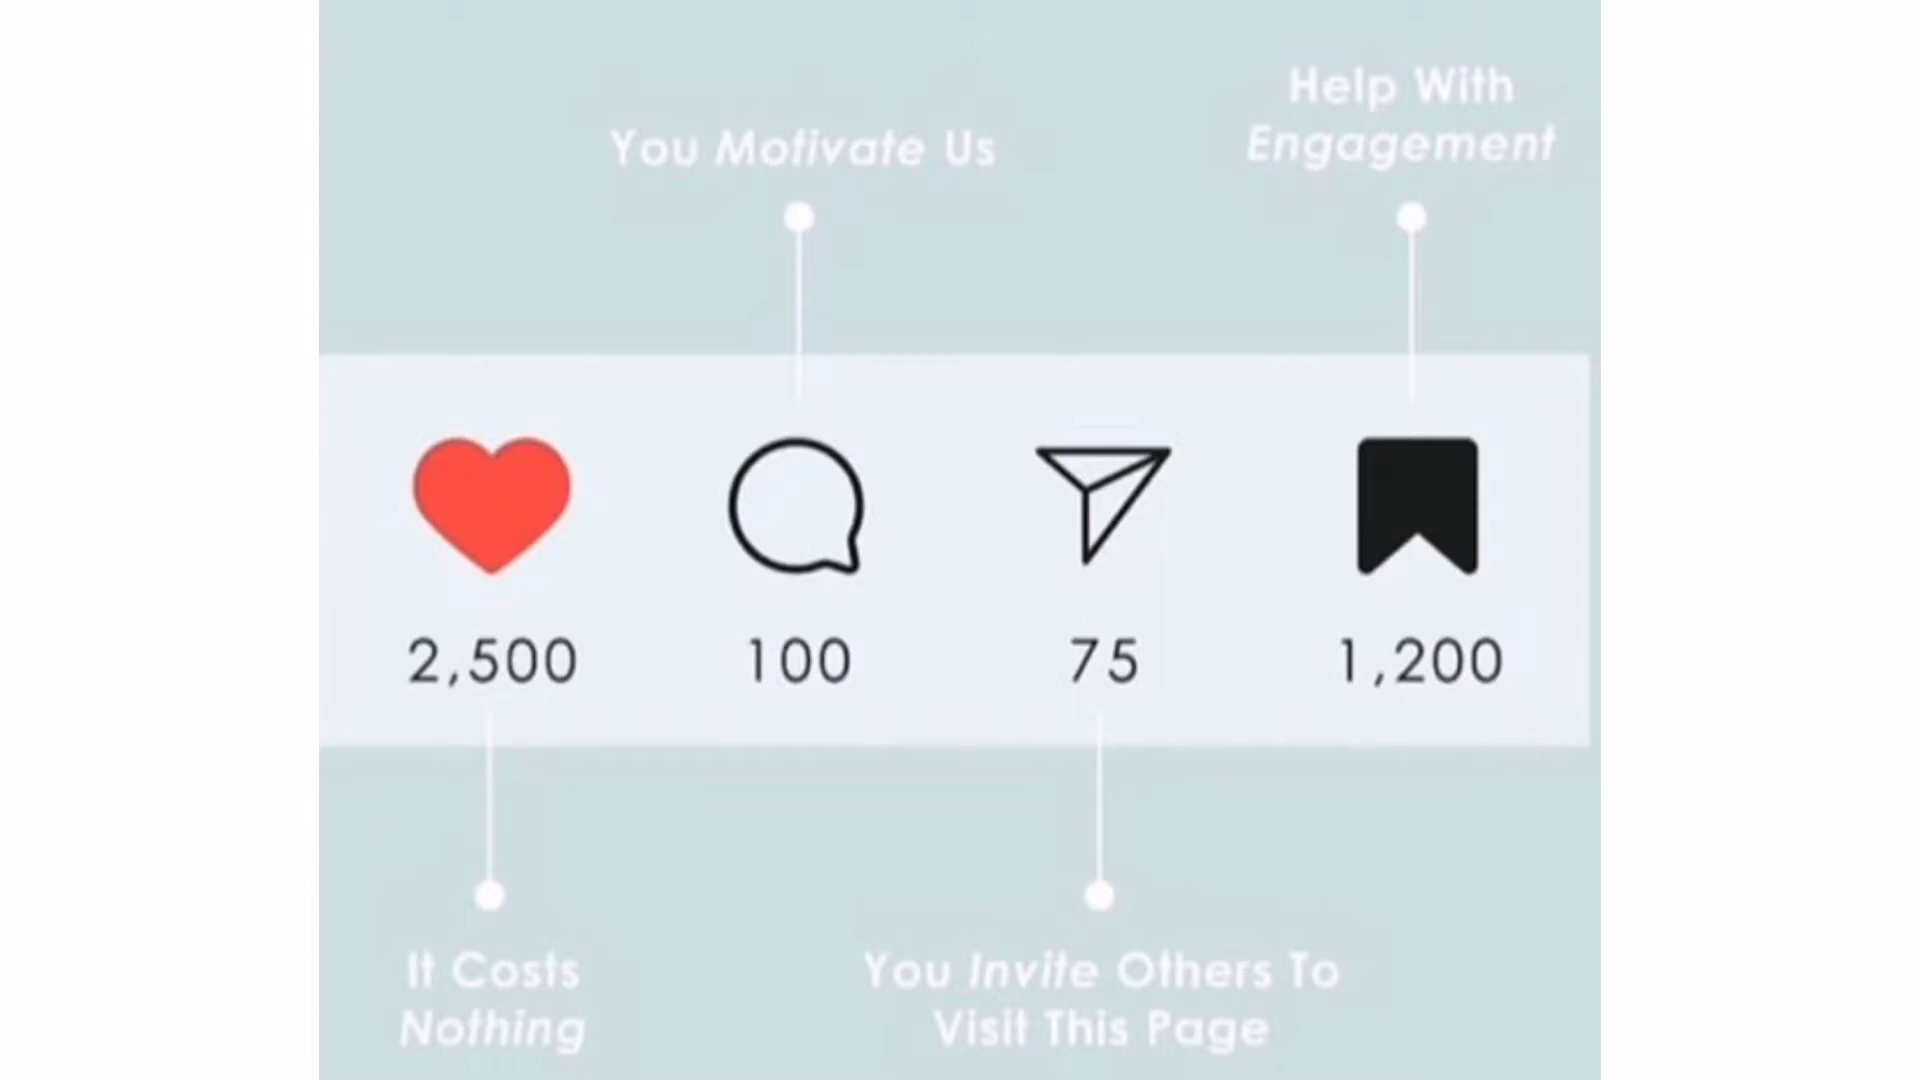 You Motivate Us
Help With
Engagement
2,500
100
75
1,200
It Costs
Nothing
You Invite Others To
Visit This Page